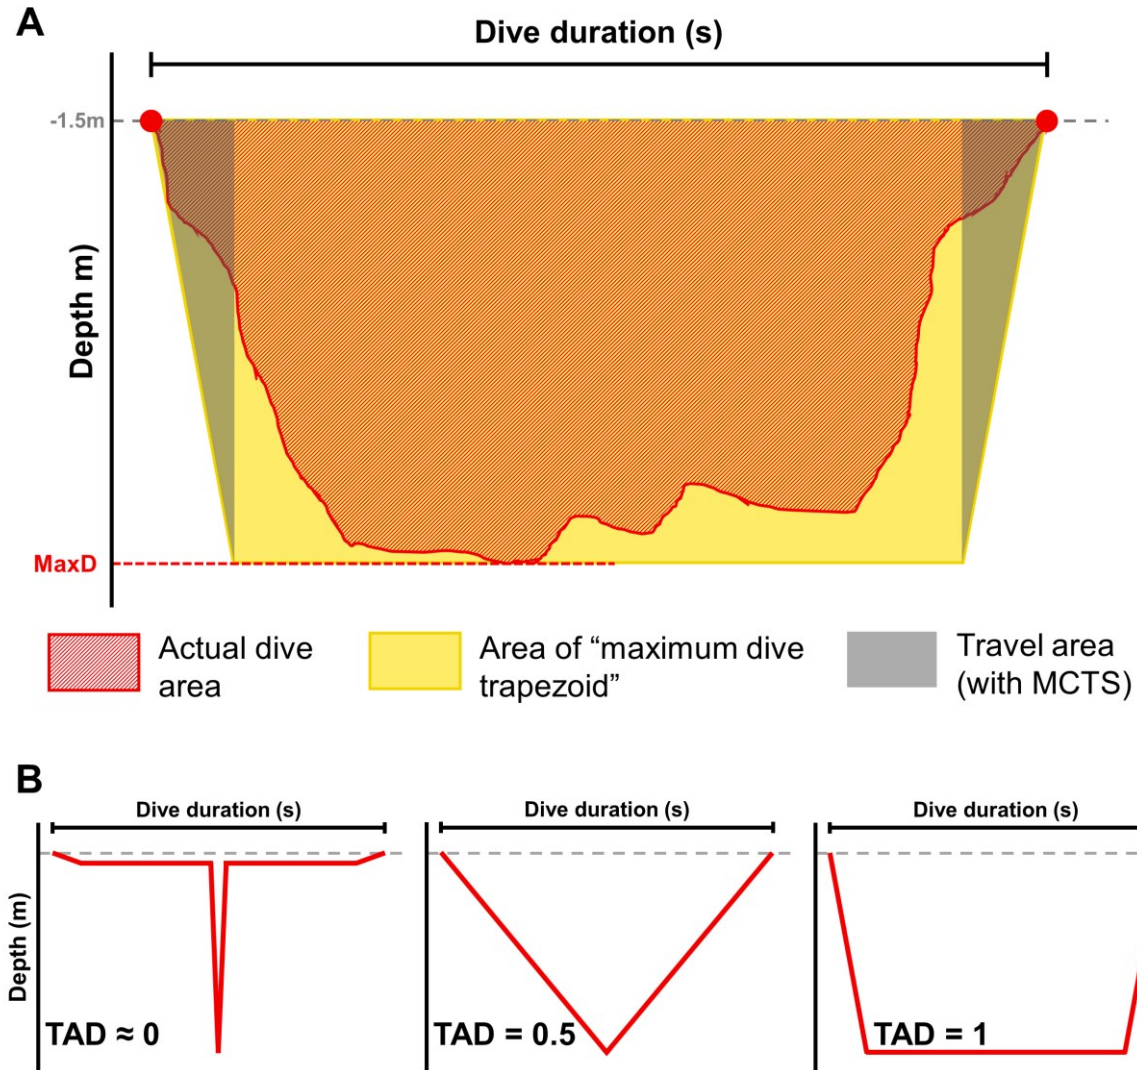 A
Dive duration (s)
-1.5m
Depth m)
MaxD
Actual dive
area
Area of “maximum dive
trapezoid”
Travel area
(with MCTS)
B
Dive duration (s)
Dive duration (s)
Dive duration (s)
Depth (m)
TAD ≈ 0
TAD = 0.5
TAD = 1